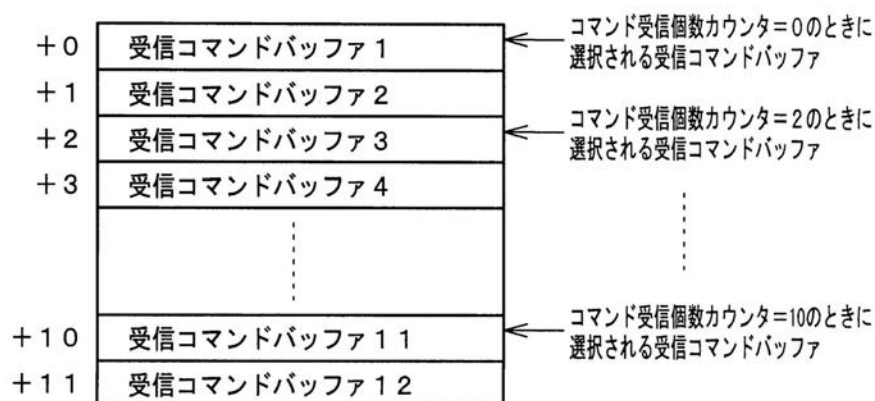 +0 受信コマンドバッファ1
コマンド受信個数カウンタ=0のときに
選択される受信コマンドバッファ
+1 受信コマンドバッファ2
+2 受信コマンドバッファ3
コマンド受信個数カウンタ=2のときに
選択される受信コマンドバッファ
+3 受信コマンドバッファ4
+10 受信コマンドバッファ11
コマンド受信個数カウンタ=10のときに
選択される受信コマンドバッファ
+11 受信コマンドバッファ12